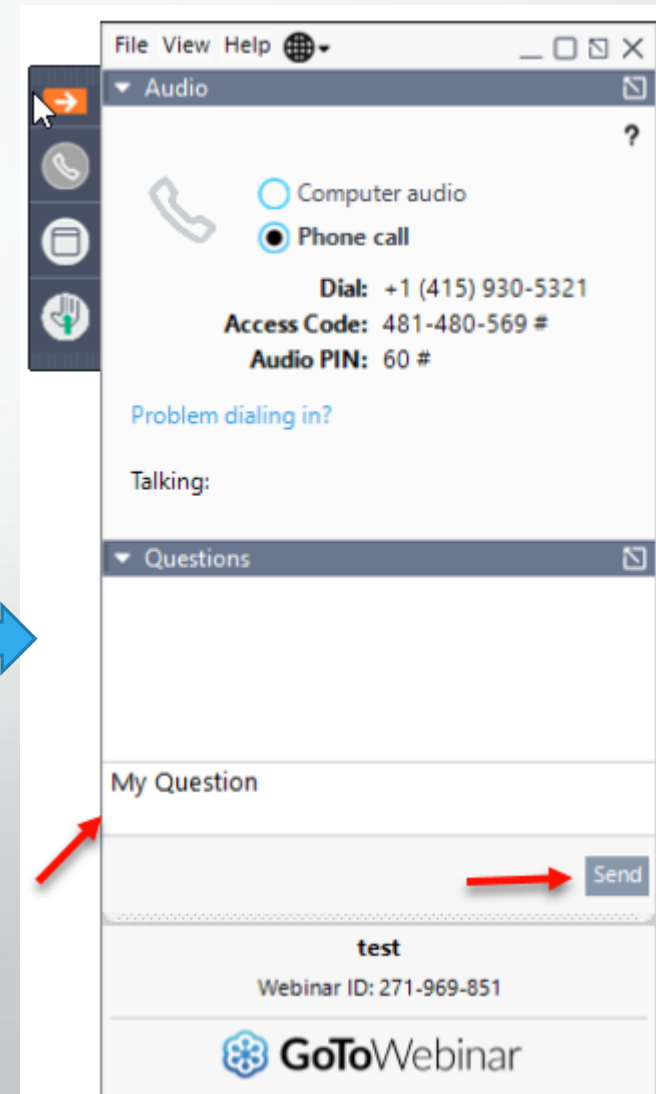 File View Help
Audio
?
Computer audio
Phone call
Dial: +1 (415) 930-5321
Access Code: 481-480-569 #
Audio PIN: 60 #
Problem dialing in?
Talking:
Questions
My Question
Send
test
Webinar ID: 271-969-851
GoToWebinar